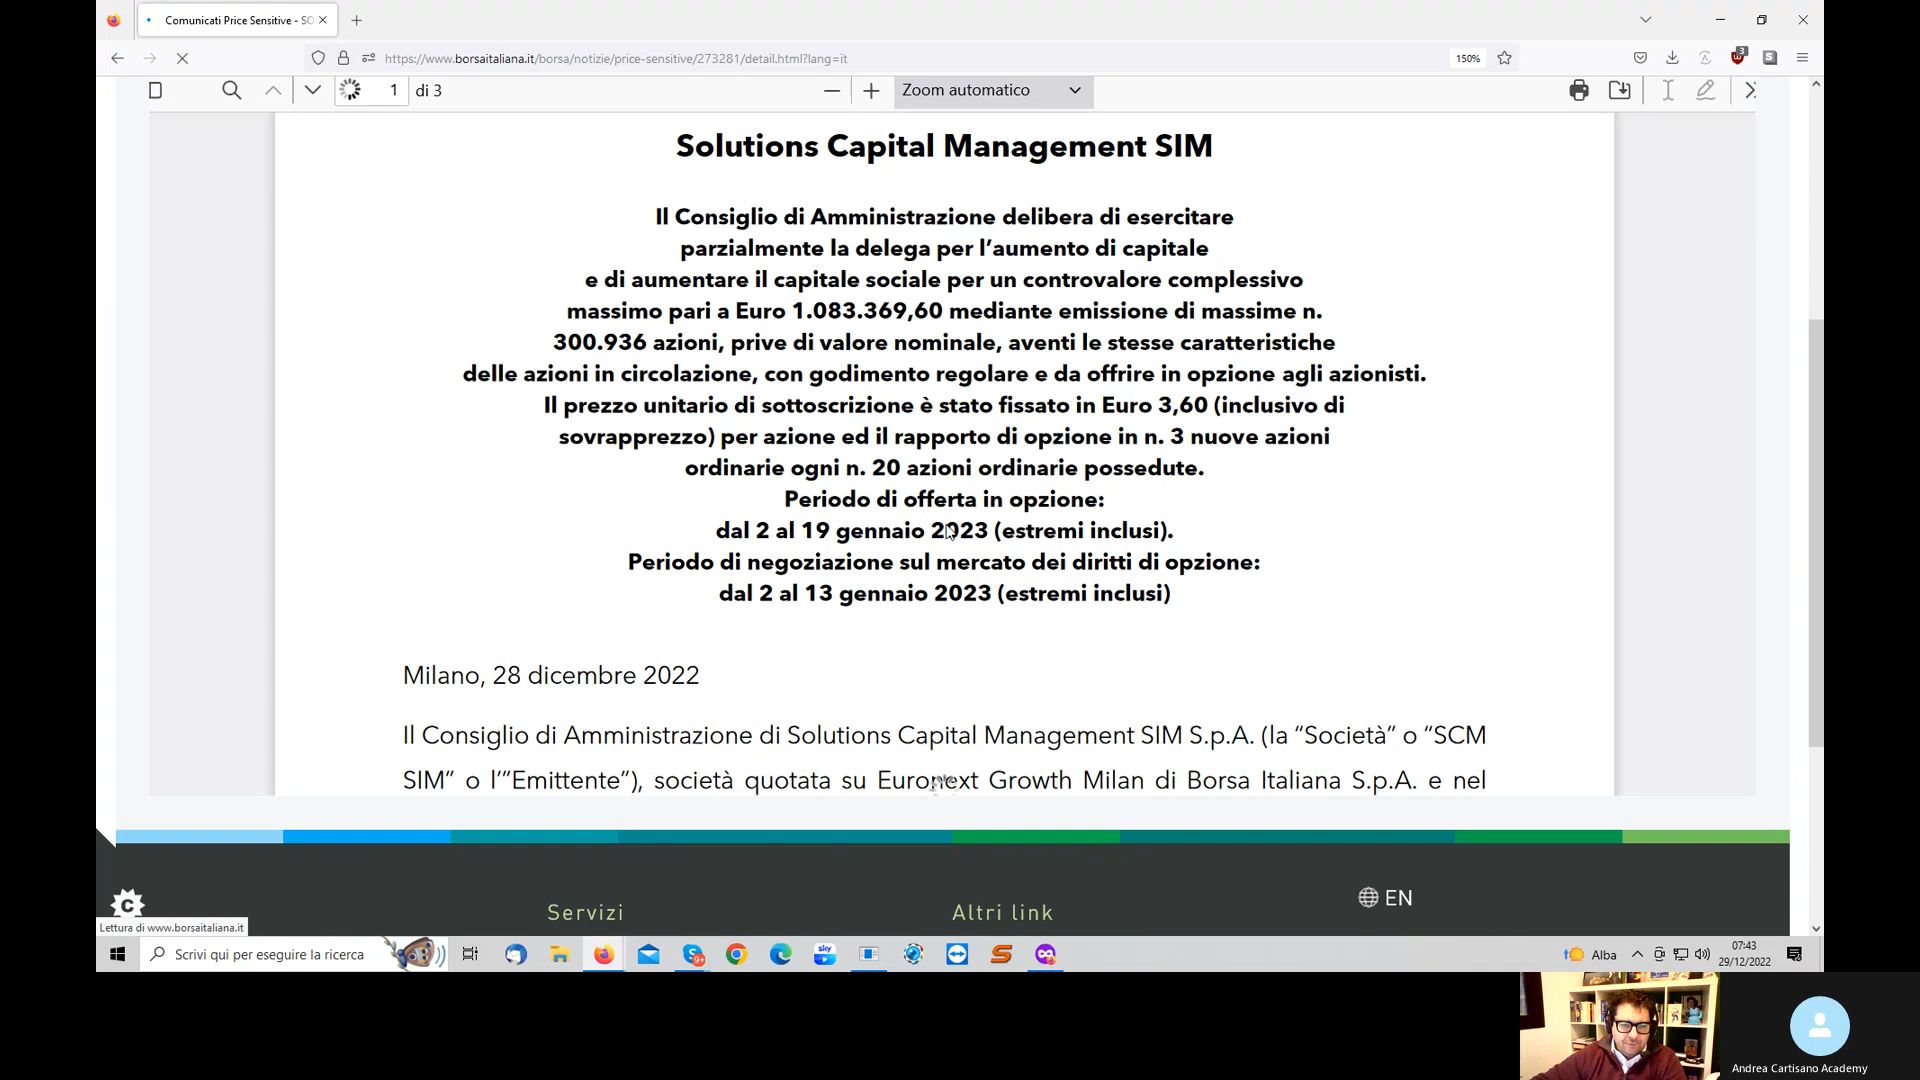 Comunicati Price Sensitive - SO
https://www.borsaitaliana.it/borsa/notizie/price-sensitive/273281/detail.html?lang=it
150%
3
1 di 3
Zoom automatico
Solutions Capital Management SIM
Il Consiglio di Amministrazione delibera di esercitare
parzialmente la delega per l’aumento di capitale
e di aumentare il capitale sociale per un controvalore complessivo
massimo pari a Euro 1.083.369,60 mediante emissione di massime n.
300.936 azioni, prive di valore nominale, aventi le stesse caratteristiche
delle azioni in circolazione, con godimento regolare e da offrire in opzione agli azionisti.
Il prezzo unitario di sottoscrizione è stato fissato in Euro 3,60 (inclusivo di
sovrapprezzo) per azione ed il rapporto di opzione in n. 3 nuove azioni
ordinarie ogni n. 20 azioni ordinarie possedute.
Periodo di offerta in opzione:
dal 2 al 19 gennaio 2023 (estremi inclusi).
Periodo di negoziazione sul mercato dei diritti di opzione:
dal 2 al 13 gennaio 2023 (estremi inclusi)
Milano, 28 dicembre 2022
Il Consiglio di Amministrazione di Solutions Capital Management SIM S.p.A. (la “Società” o “SCM
SIM” o l’”Emittente”), società quotata su Euronext Growth Milan di Borsa Italiana S.p.A. e nel
EN
Servizi
Altri link
Lettura di www.borsaitaliana.it
Scrivi qui per eseguire la ricerca
sky
9+
Alba
07:43
29/12/2022
Andrea Cartisano Academy